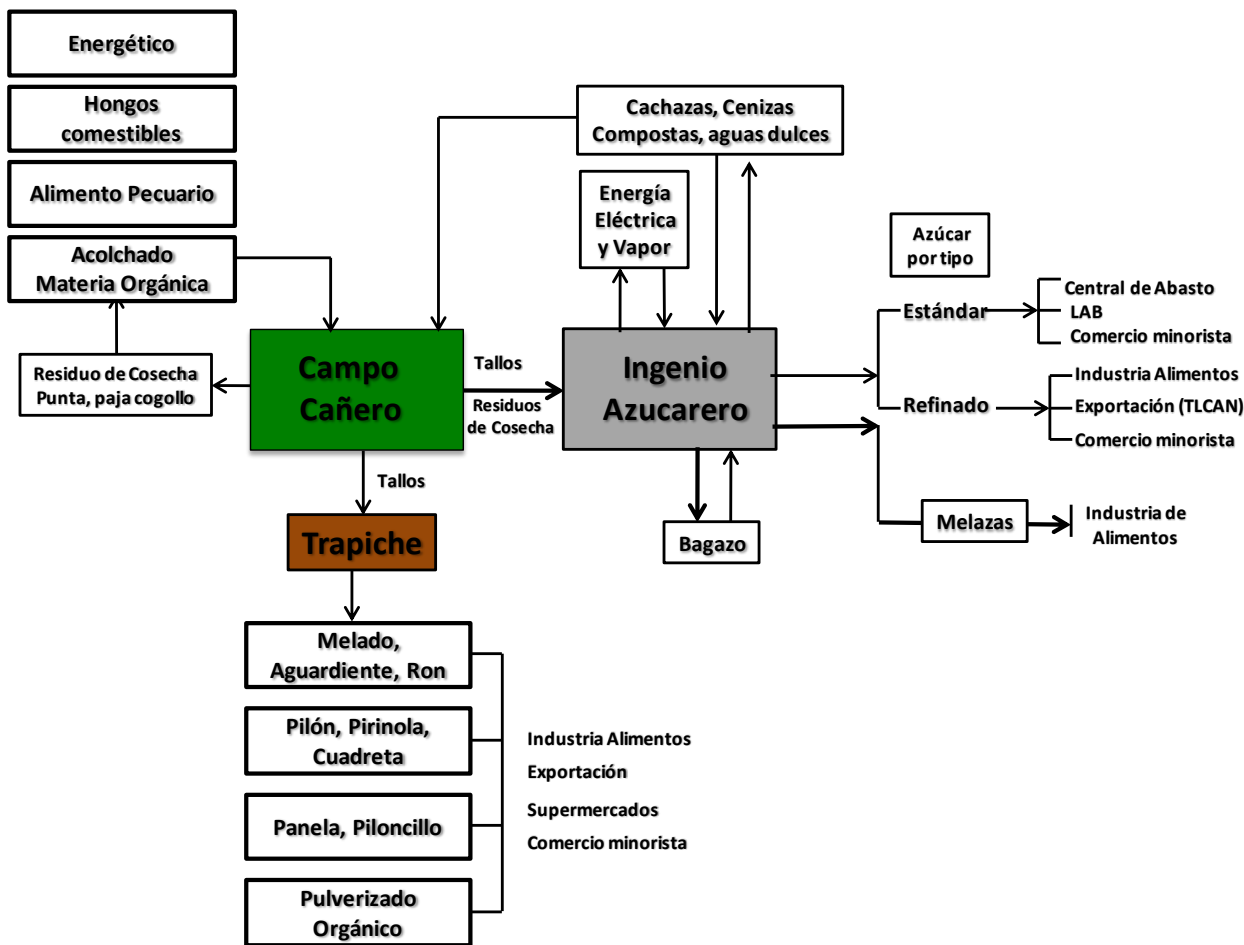 Energético
Hongos
comestibles
Alimento Pecuario
Acolchado
Materia Orgánica
Residuo de Cosecha
Punta, paja cogollo
Cachazas, Cenizas
Compostas, aguas dulces
Energía
Eléctrica
y Vapor
Campo
Cañero
Tallos
Residuos
de Cosecha
Ingenio
Azucarero
Azúcar
por tipo
Estándar
Central de Abasto
LAB
Comercio minorista
Refinado
Industria Alimentos
Exportación (TLCAN)
Comercio minorista
Melazas
Industria de
Alimentos
Bagazo
Tallos
Trapiche
Melado,
Aguardiente, Ron
Pilón, Pirinola,
Cuadreta
Panela, Piloncillo
Pulverizado
Orgánico
Industria Alimentos
Exportación
Supermercados
Comercio minorista